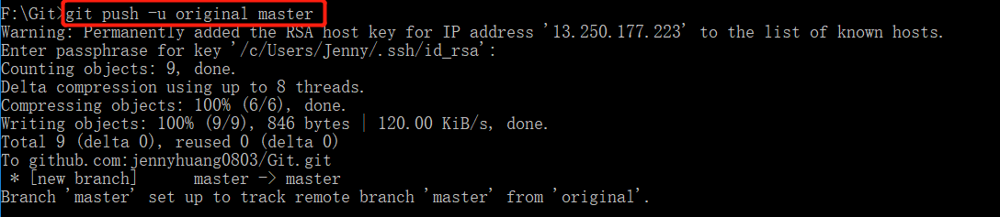 F:\Git>git push -u original master
Warning: Permanently added the RSA host key for IP address '13.250.177.223' to the list of known hosts.
Enter passphrase for key '/c/Users/Jenny/.ssh/id_rsa':
Counting objects: 9, done.
Delta compression using up to 8 threads.
Compressing objects: 100% (6/6), done.
Writing objects: 100% (9/9), 846 bytes | 120.00 KiB/s, done.
Total 9 (delta 0), reused 0 (delta 0)
To github.com:jennyhuang0803/Git.git
 * [new branch]      master -> master
Branch 'master' set up to track remote branch 'master' from 'original'.